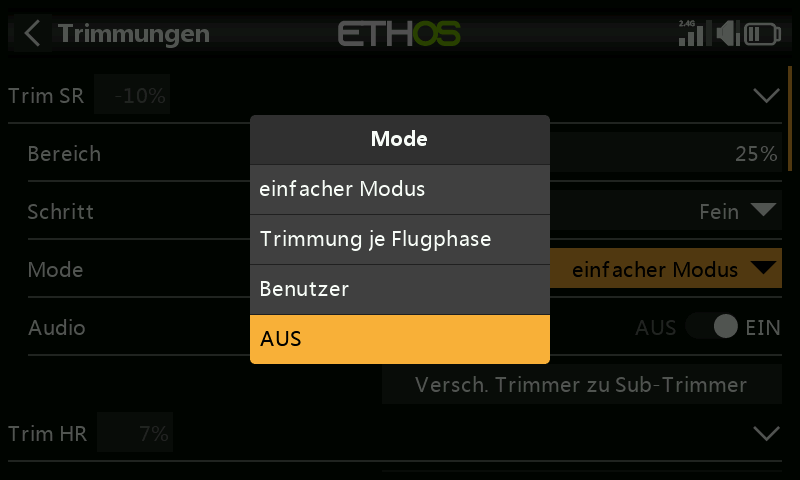 Trimmungen
ETHOS
2.4G
Trim SR
-10%
Mode
einfacher Modus
Trimmung je Flugphase
Benutzer
AUS
Bereich
25%
Schritt
Fein
Mode
einfacher Modus
Audio
AUS
EIN
Versch. Trimmer zu Sub-Trimmer
Trim HR
7%